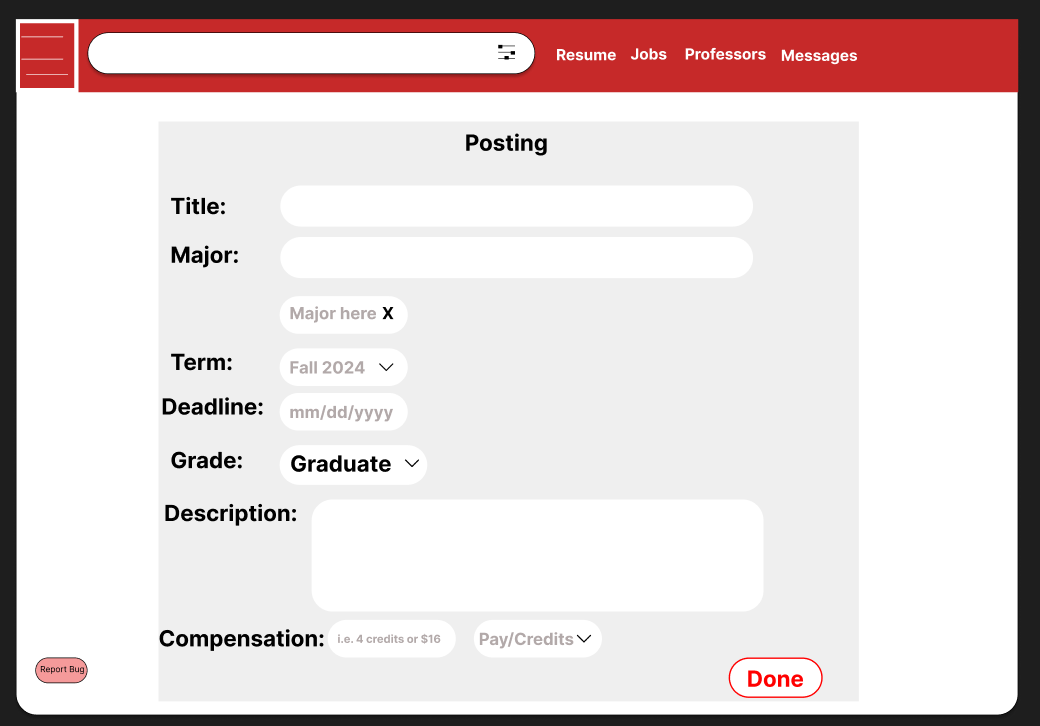 Resume Jobs Professors Messages
Posting
Title:
Major:
Major here X
Term: Fall 2024
Deadline: mm/dd/yyyy
Grade: Graduate
Description:
Compensation: i.e. 4 credits or $16 Pay/Credits
Report Bug
Done